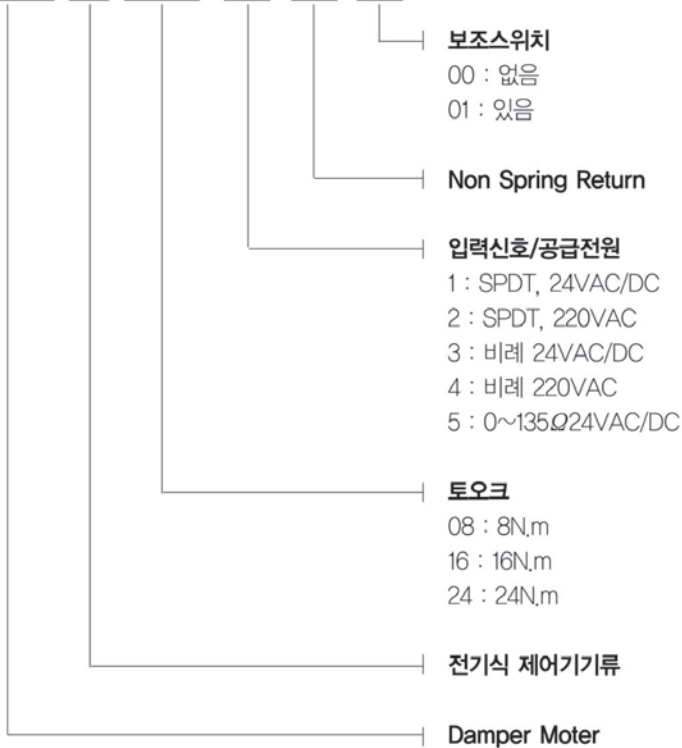 보조스위치
00 : 없음
01 : 있음
Non Spring Return
입력신호/공급전원
1 : SPDT, 24VAC/DC
2 : SPDT, 220VAC
3 : 비례 24VAC/DC
4 : 비례 220VAC
5 : 0~135Ω24VAC/DC
토오크
08 : 8N.m
16 : 16N.m
24 : 24N.m
전기식 제어기기류
Damper Moter